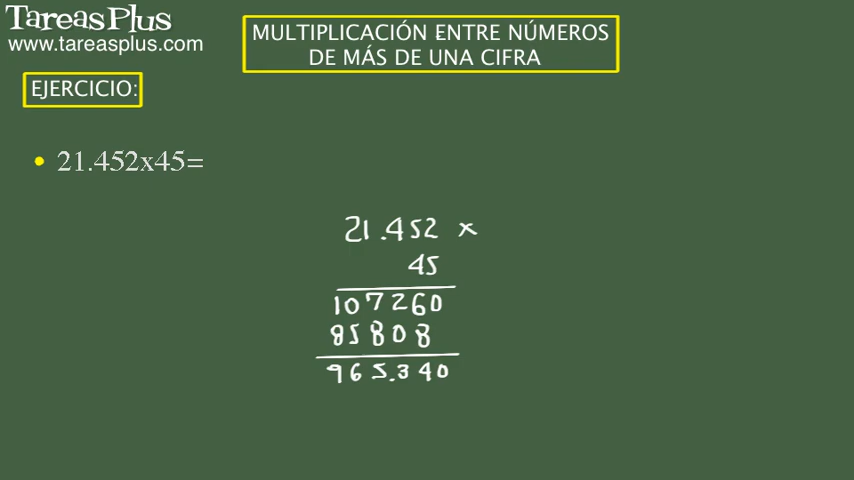 TareasPlus
www.tareasplus.com
MULTIPLICACIÓN ENTRE NÚMEROS
DE MÁS DE UNA CIFRA
EJERCICIO:
• 21.452x45=
21.452 x
45
107260
85808
965.340